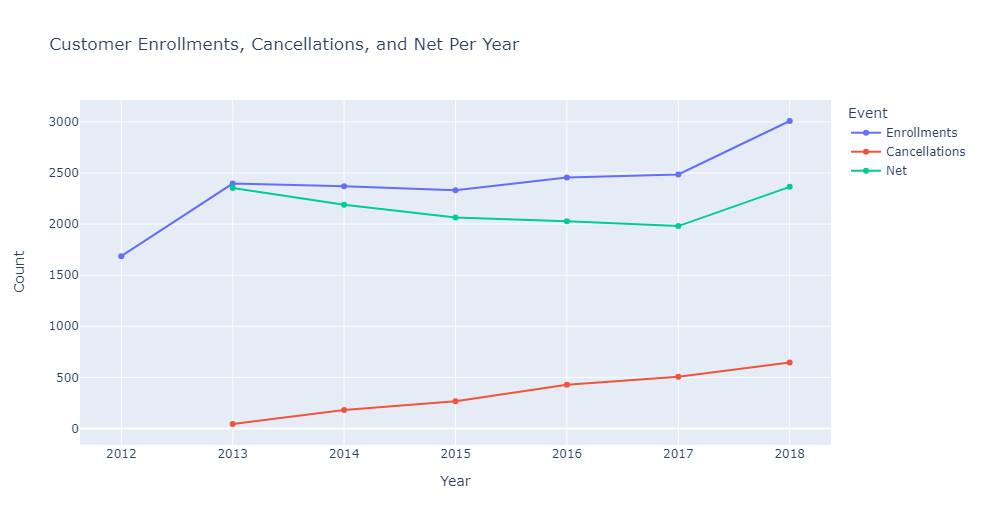 Customer Enrollments, Cancellations, and Net Per Year
Event
Enrollments
Cancellations
Net
Count
3000
2500
2000
1500
1000
500
0
2012 2013 2014 2015 2016 2017 2018
Year